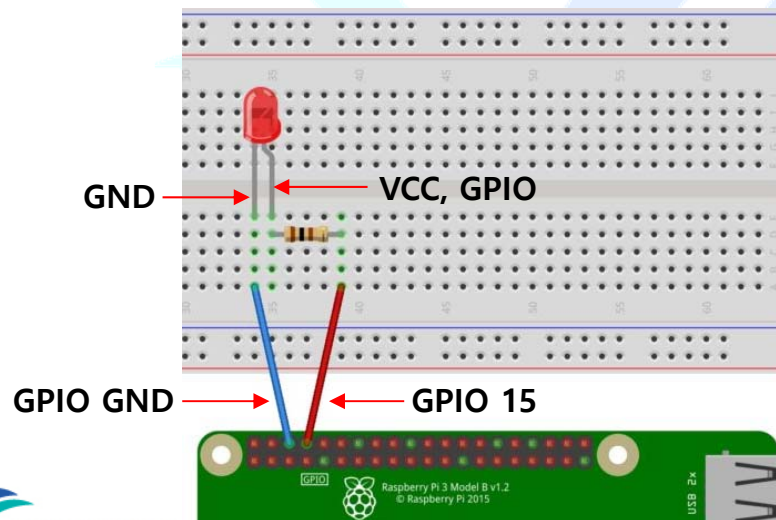 30
35
40
45
50
55
60
GND
VCC, GPIO
35
40
45
50
55
60
GPIO GND
GPIO 15
GPIO
Raspberry Pi 3 Model B v1.2
© Raspberry Pi 2015
USB 2x